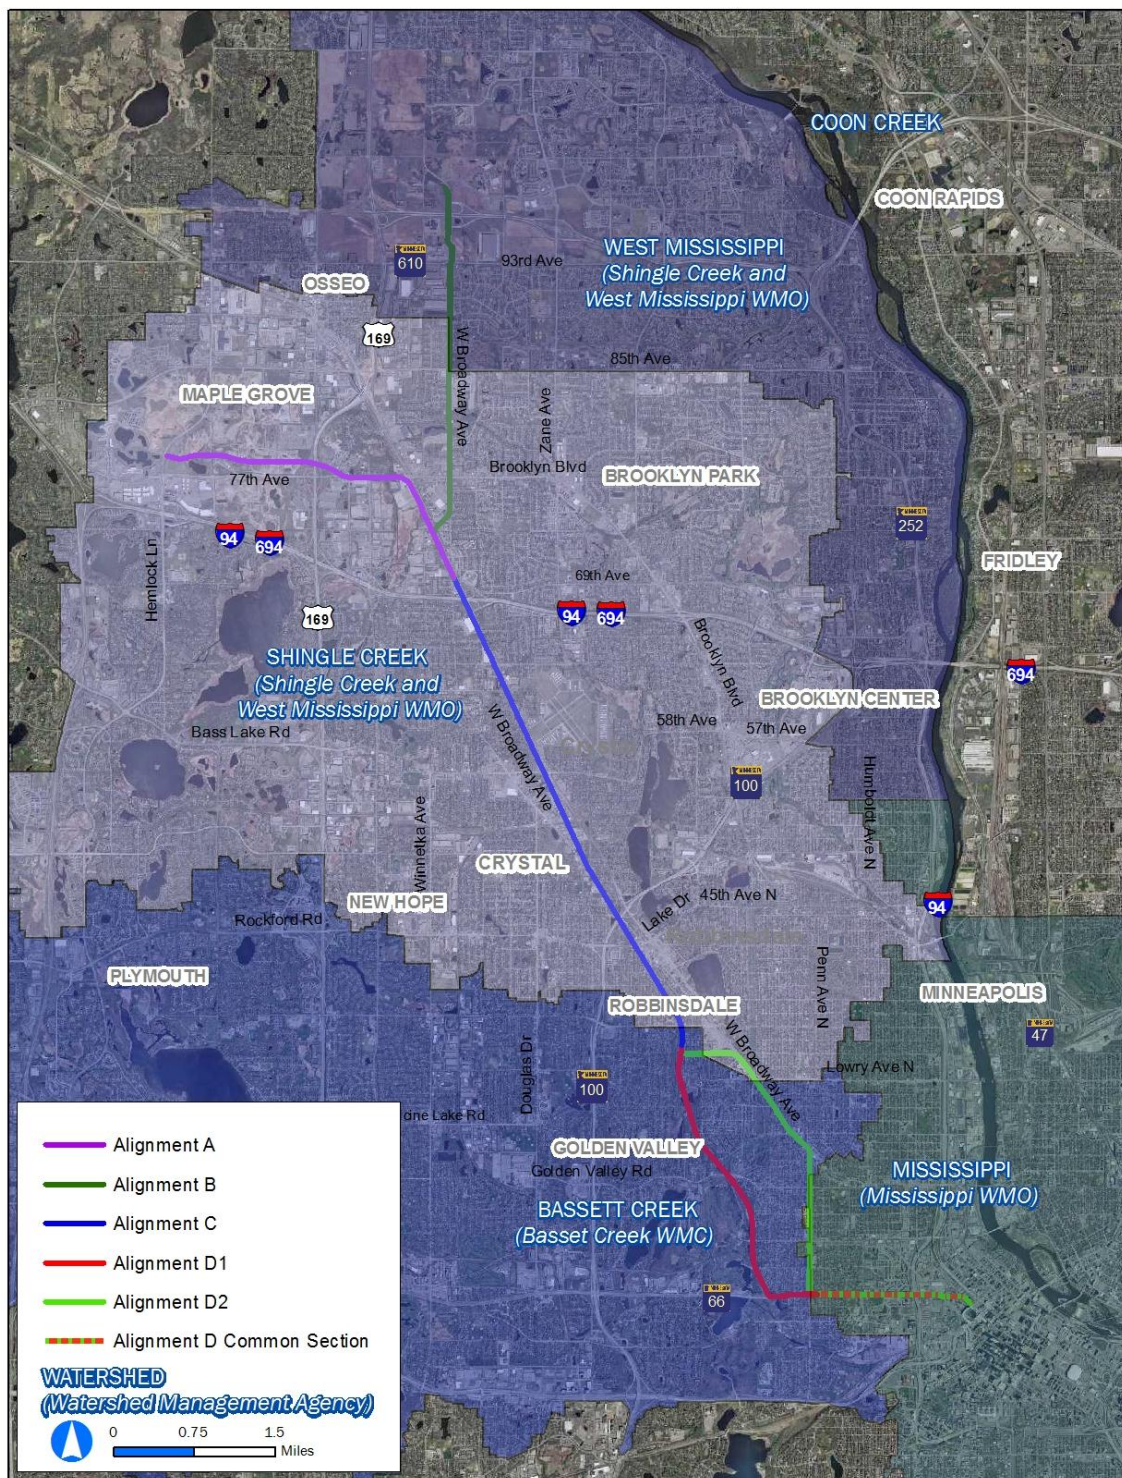 COON CREEK
COON RAPIDS
WEST MISSISSIPPI
(Shingle Creek and
West Mississippi WMO)
610
93rd Ave
OSSEO
169
W Broadway Ave
85th Ave
MAPLE GROVE
Zane Ave
Brooklyn Blvd
BROOKLYN PARK
77th Ave
252
94
694
Hemlock Ln
FRIDLEY
69th Ave
94
694
169
Brooklyn Blvd
SHINGLE CREEK
(Shingle Creek and
West Mississippi WMO)
694
BROOKLYN CENTER
W Broadway Ave
58th Ave
57th Ave
Bass Lake Rd
100
Humboldt Ave N
Winnetka Ave
CRYSTAL
45th Ave N
Lake Dr
94
NEW HOPE
Rockford Rd
Penn Ave N
PLYMOUTH
MINNEAPOLIS
ROBBINSDALE
47
W Broadway Ave
Douglas Dr
Lowry Ave N
100
cine Lake Rd
GOLDEN VALLEY
Golden Valley Rd
MISSISSIPPI
(Mississippi WMO)
BASSETT CREEK
(Basset Creek WMC)
66
Alignment A
Alignment B
Alignment C
Alignment D1
Alignment D2
Alignment D Common Section
WATERSHED
(Watershed Management Agency)
0 0.75 1.5
Miles